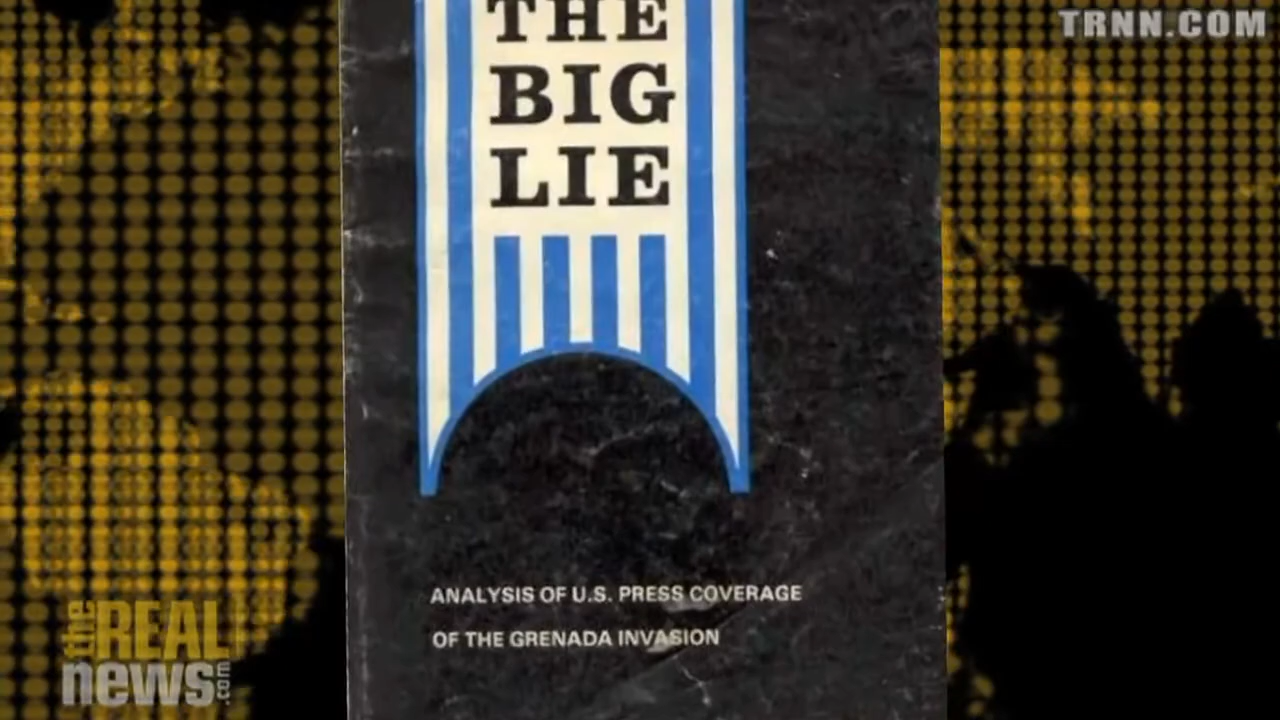 TRNN.COM
THE
BIG
LIE
ANALYSIS OF U.S. PRESS COVERAGE
OF THE GRENADA INVASION
the REAL
news.com